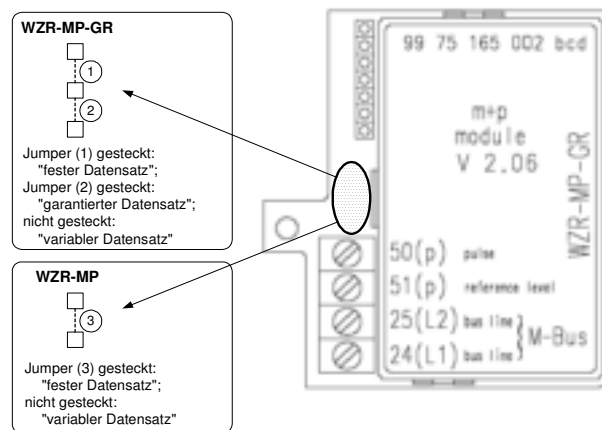 WZR-MP-GR
1
2
Jumper (1) gesteckt:
"fester Datensatz";
Jumper (2) gesteckt:
"garantierter Datensatz";
nicht gesteckt:
"variabler Datensatz"
WZR-MP
3
Jumper (3) gesteckt:
"fester Datensatz";
nicht gesteckt:
"variabler Datensatz"
99 75 165 002 bcd
m+p
module
V 2.06
WZR-MP-GR
50(p) pulse
51(p) reference level
25(L2) bus line
24(L1) bus line
M-Bus